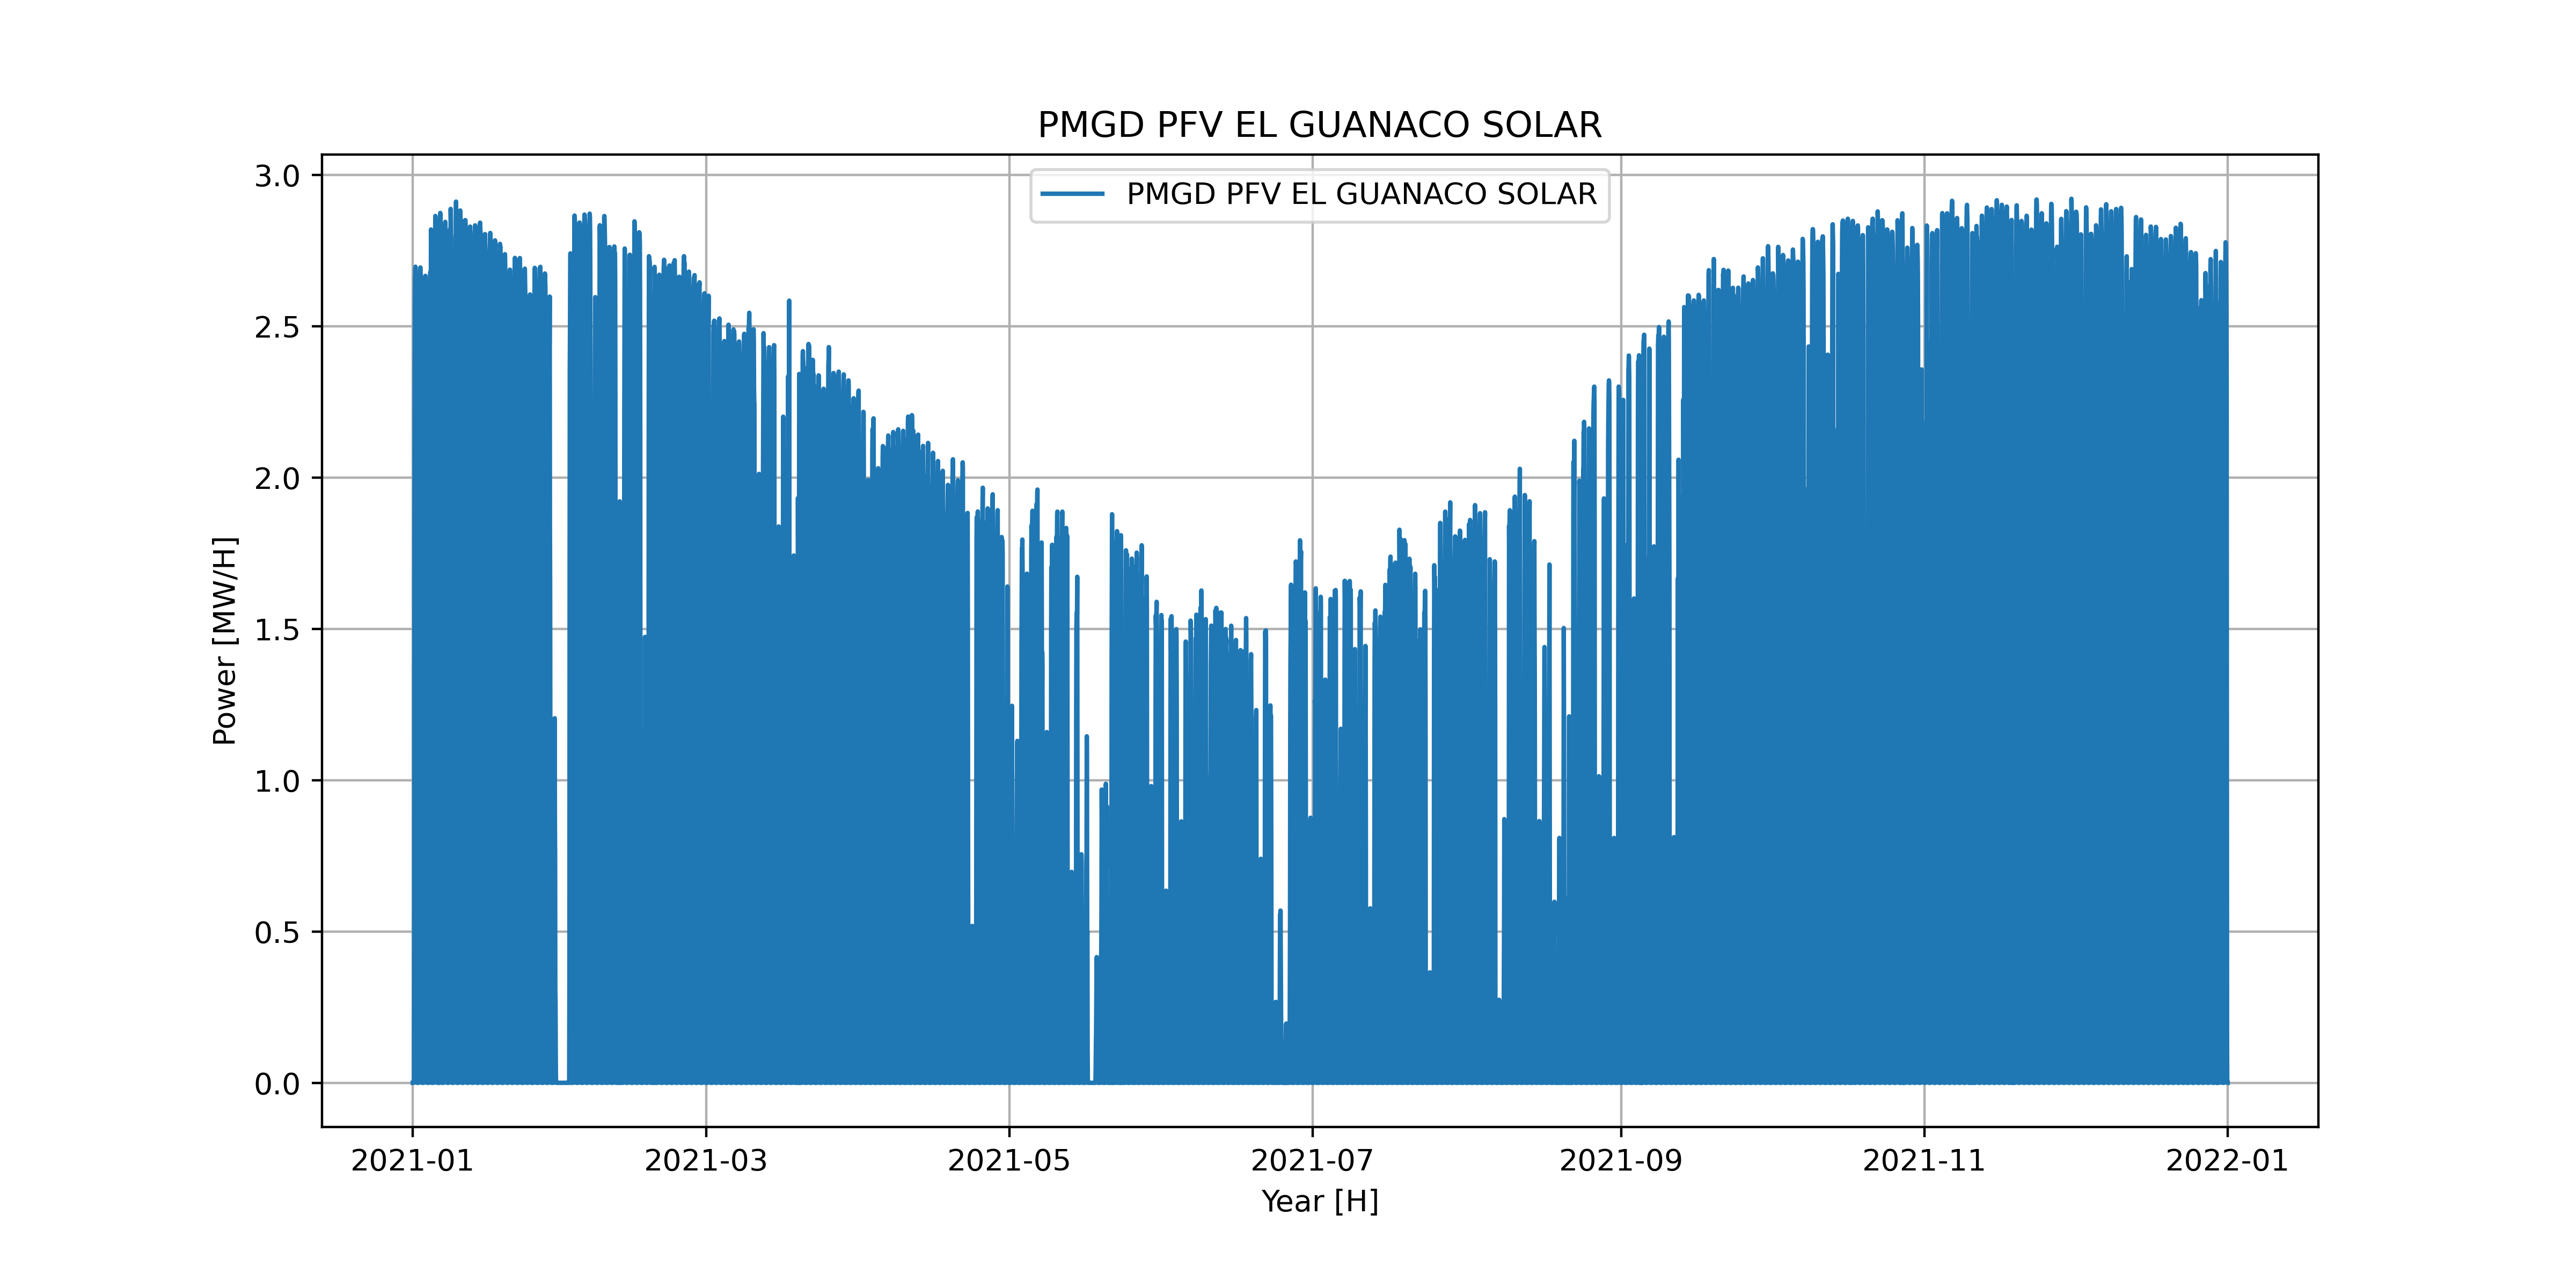 PMGD PFV EL GUANACO SOLAR
PMGD PFV EL GUANACO SOLAR
3.0
2.5
2.0
1.5
1.0
0.5
0.0
Power [MW/H]
2021-01 2021-03 2021-05 2021-07 2021-09 2021-11 2022-01
Year [H]